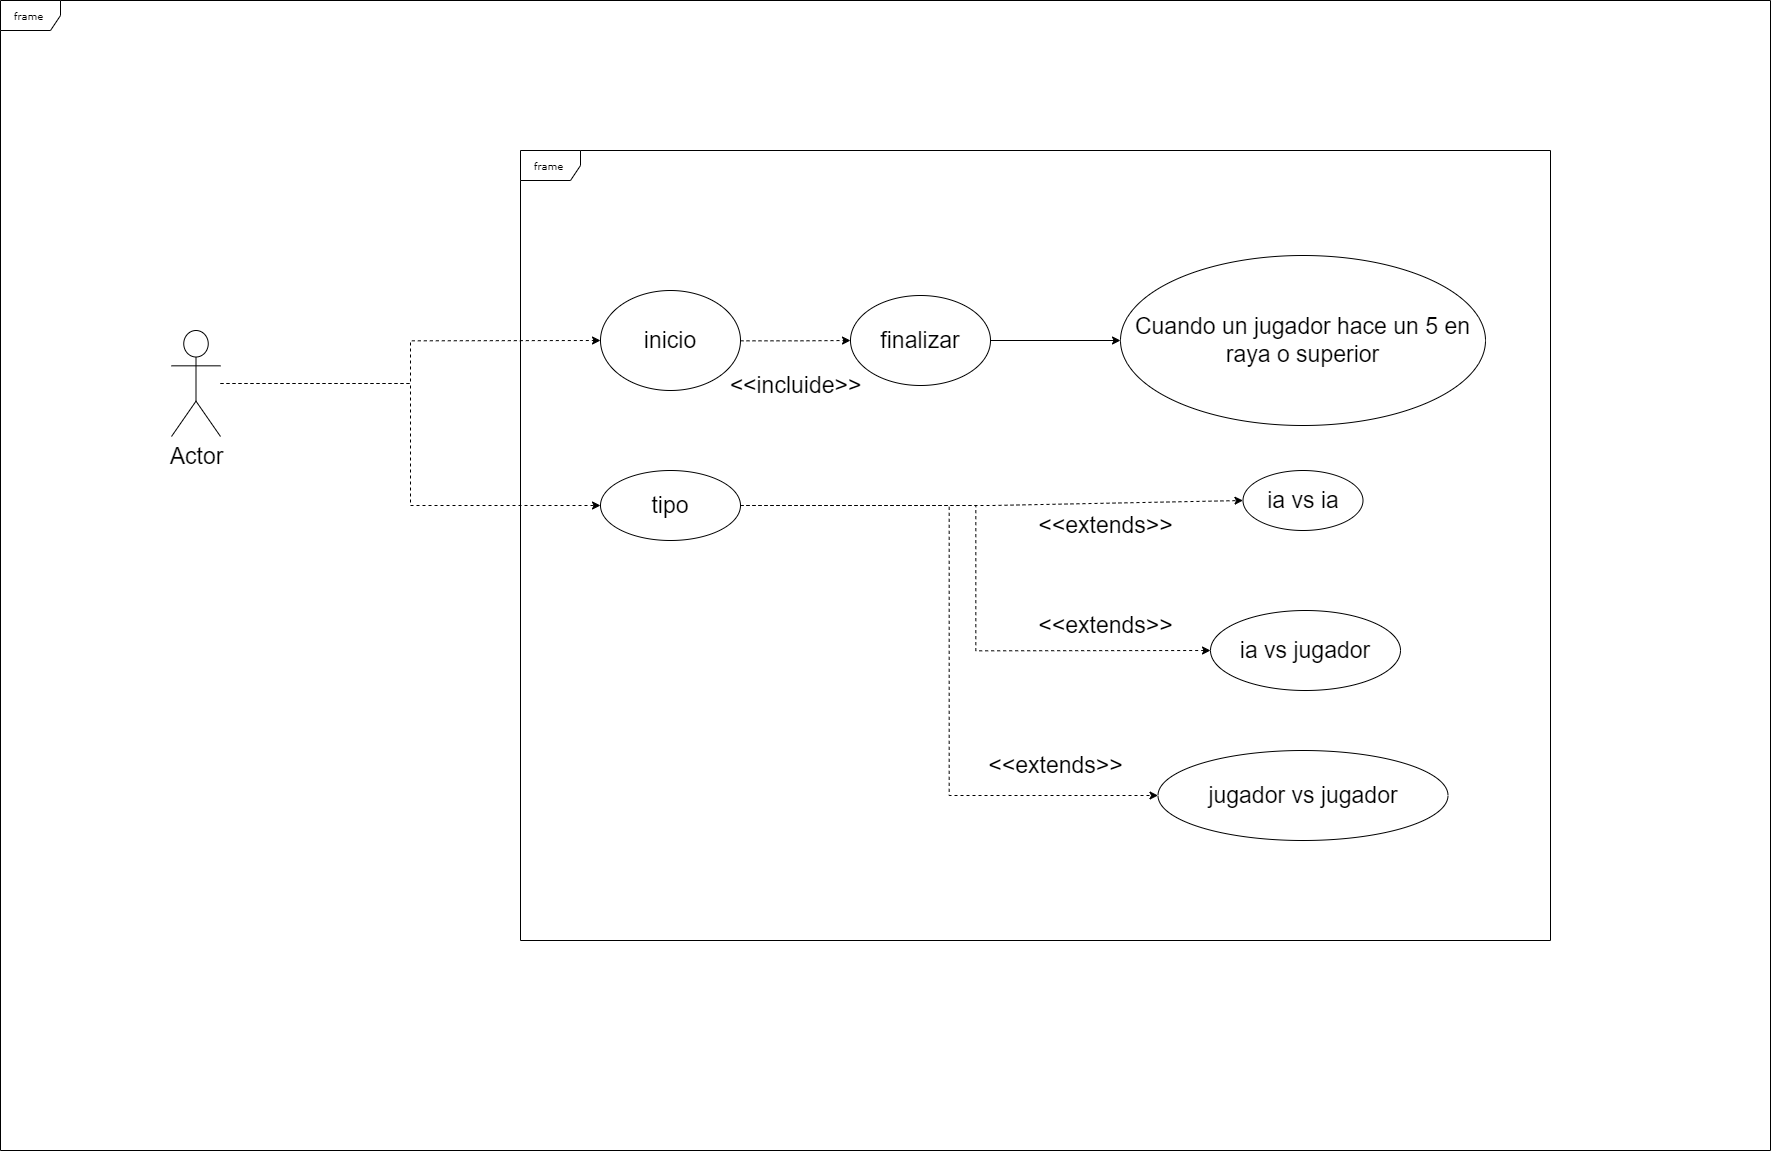 frame
frame
inicio
finalizar
Cuando un jugador hace un 5 en
raya o superior
<<incluide>>
Actor
tipo
ia vs ia
<<extends>>
<<extends>>
ia vs jugador
<<extends>>
jugador vs jugador